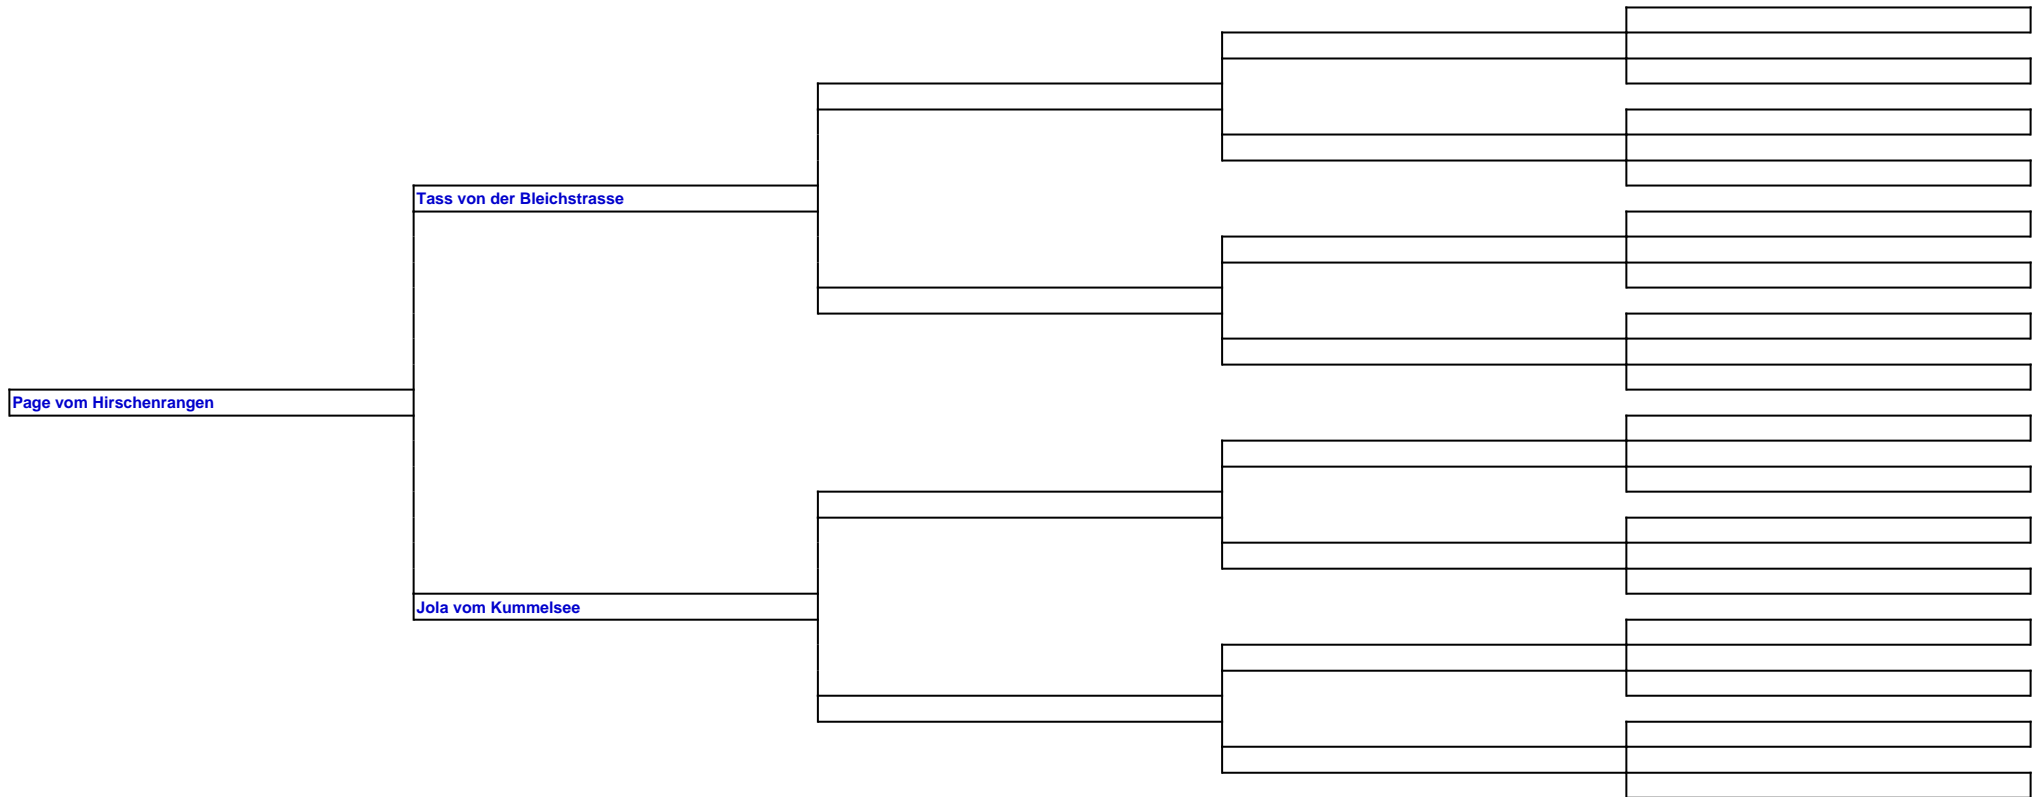 Tass von der Bleichstrasse
Page vom Hirschenrangen
Jola vom Kummelsee